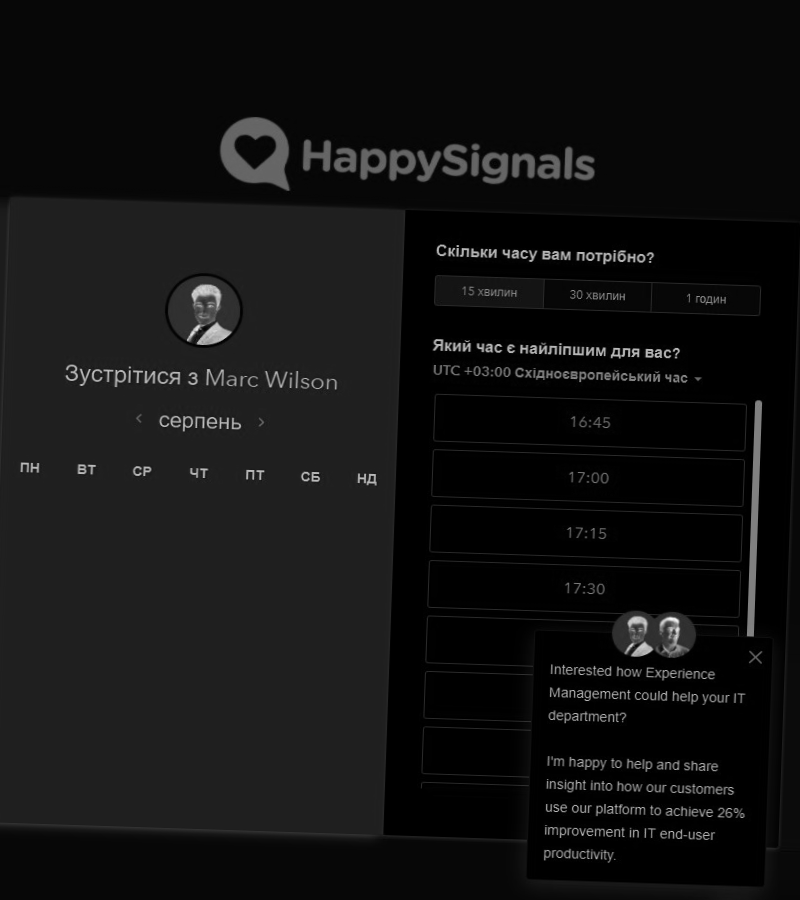 HappySignals
Зустрітися з Marc Wilson
серпень
ПН ВТ СР ЧТ ПТ СБ НД
Скільки часу вам потрібно?
15 хвилин 30 хвилин 1 годин
Який час є найліпшим для вас?
UTC +03:00 Східноєвропейський час
16:45
17:00
17:15
17:30
Interested how Experience
Management could help your IT
department?
I'm happy to help and share
insight into how our customers
use our platform to achieve 26%
improvement in IT end-user
productivity.